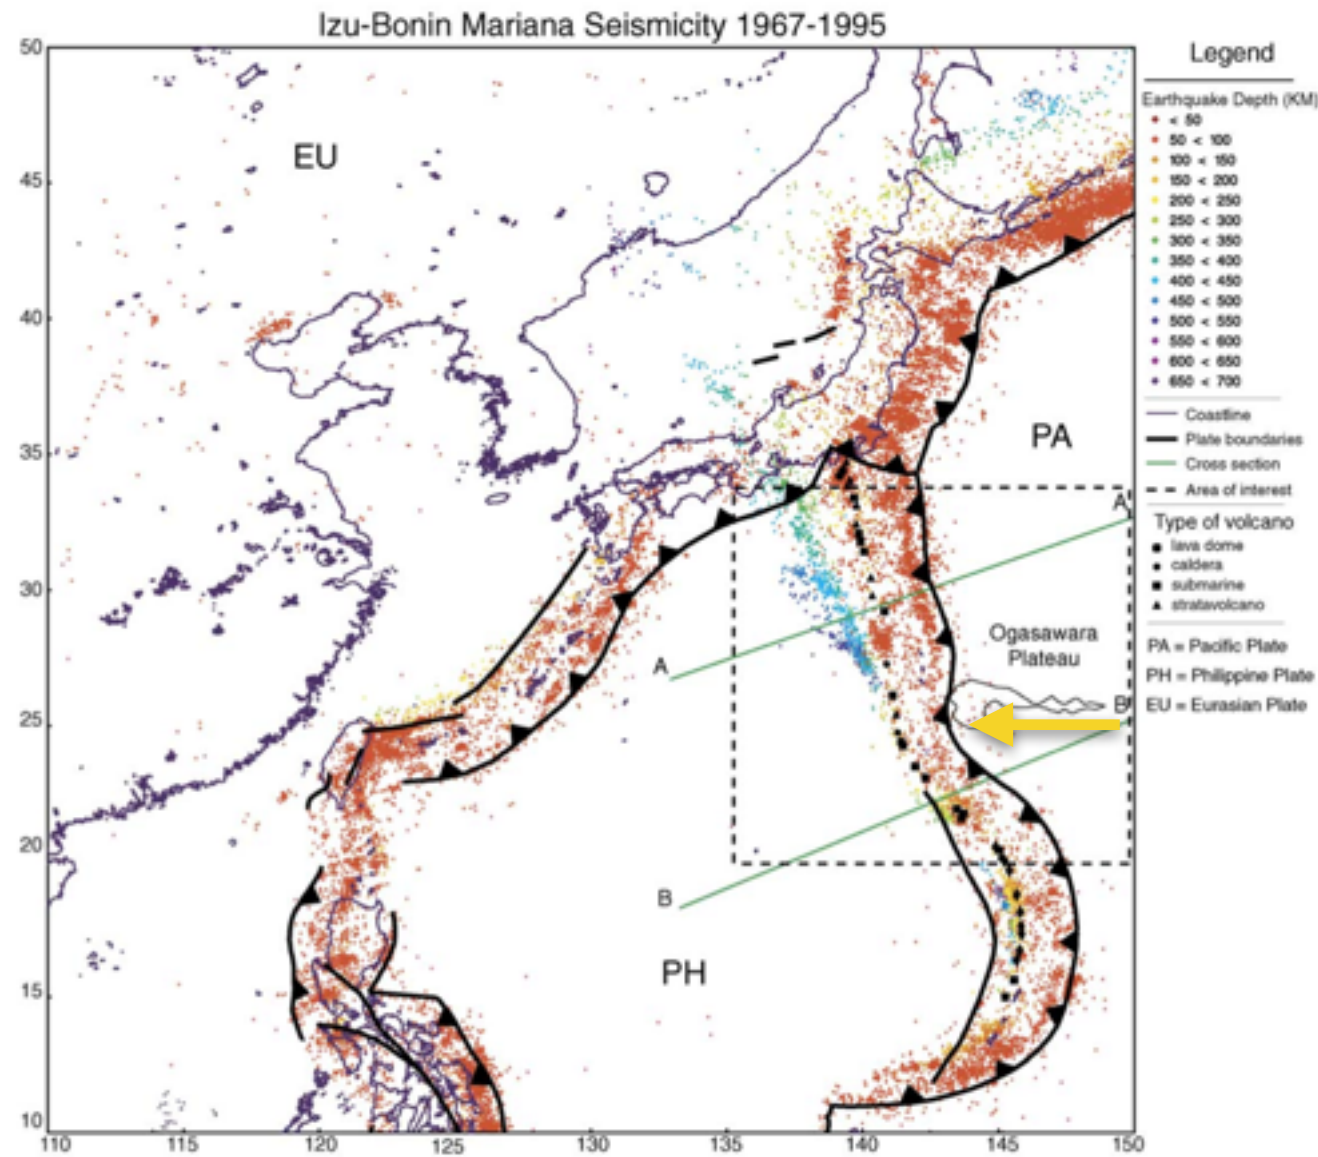 Izu-Bonin Mariana Seismicity 1967-1995
50
45
40
35
30
25
20
15
10
110
115
120
125
130
135
140
145
150
EU
PA
A
Ogasawara
Plateau
A
B
B
PH
Legend
Earthquake Depth (KM)
< 50
50 < 100
100 < 150
150 < 200
200 < 250
250 < 300
300 < 350
350 < 400
400 < 450
450 < 500
500 < 550
550 < 600
600 < 650
650 < 700
Coastline
Plate boundaries
Cross section
Area of interest
Type of volcano
lava dome
caldera
submarine
stratavolcano
PA = Pacific Plate
PH = Philippine Plate
EU = Eurasian Plate